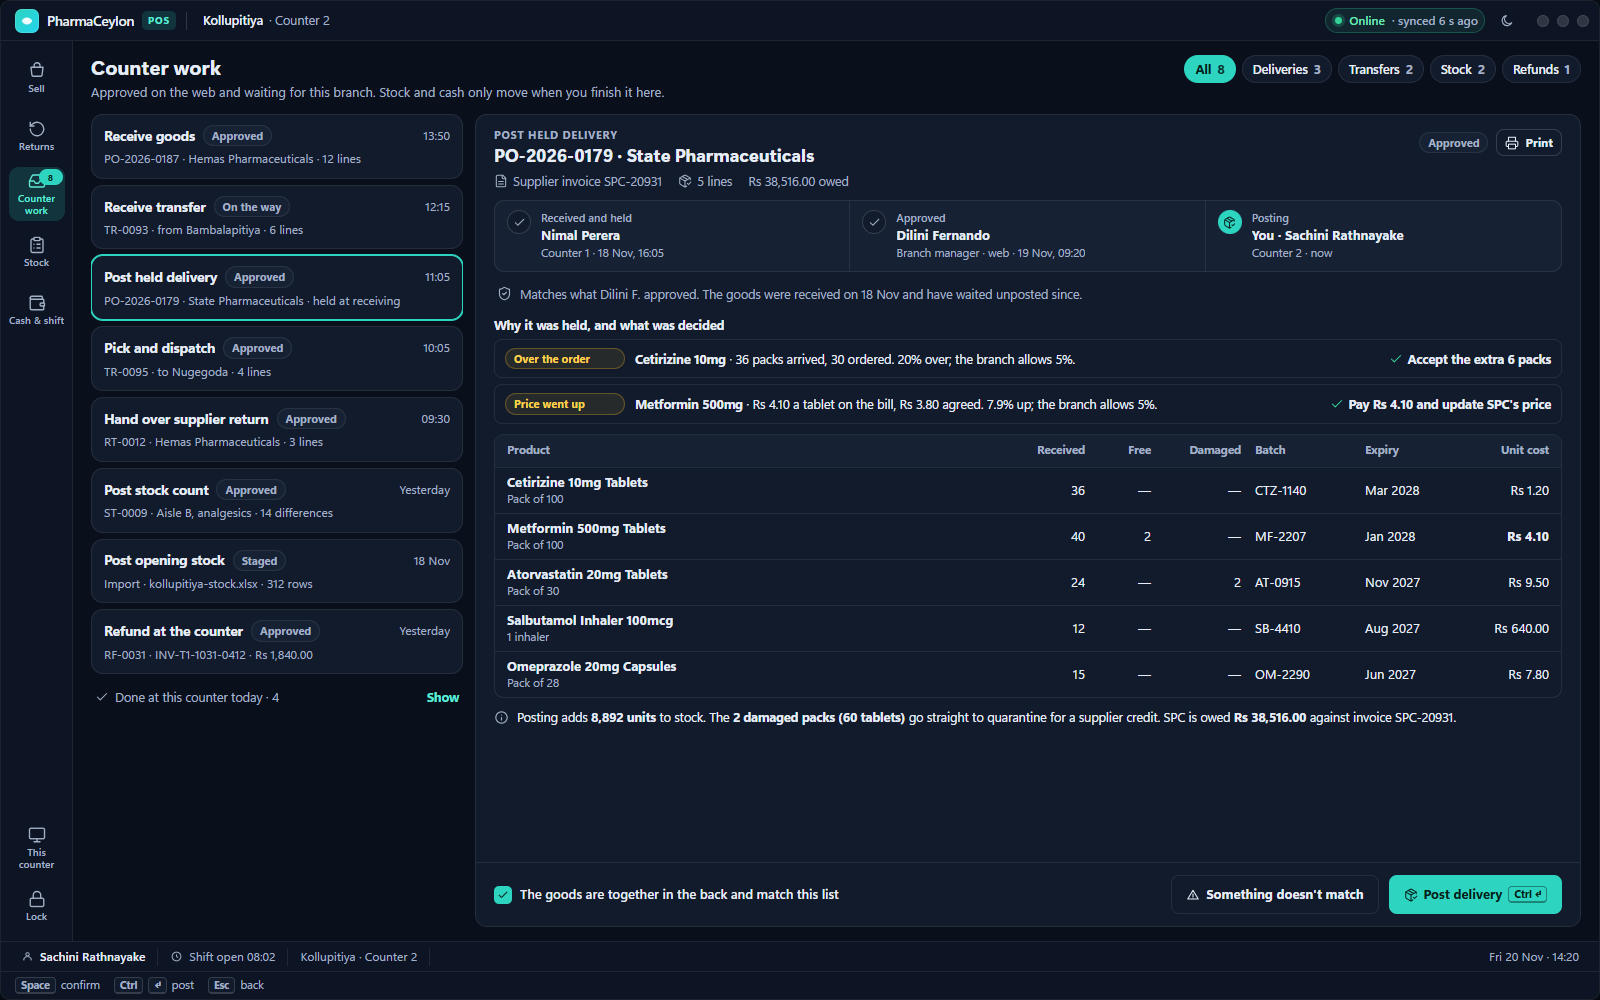 PharmaCeylon POS Kollupitiya · Counter 2
Online · synced 6 s ago
Sell
Returns
8
Counter
work
Stock
Cash & shift
This
counter
Lock
Counter work
Approved on the web and waiting for this branch. Stock and cash only move when you finish it here.
All 8 Deliveries 3 Transfers 2 Stock 2 Refunds 1
Receive goods Approved 13:50
PO-2026-0187 · Hemas Pharmaceuticals · 12 lines
Receive transfer On the way 12:15
TR-0093 · from Bambalapitiya · 6 lines
Post held delivery Approved 11:05
PO-2026-0179 · State Pharmaceuticals · held at receiving
Pick and dispatch Approved 10:05
TR-0095 · to Nugegoda · 4 lines
Hand over supplier return Approved 09:30
RT-0012 · Hemas Pharmaceuticals · 3 lines
Post stock count Approved Yesterday
ST-0009 · Aisle B, analgesics · 14 differences
Post opening stock Staged 18 Nov
Import · kollupitiya-stock.xlsx · 312 rows
Refund at the counter Approved Yesterday
RF-0031 · INV-T1-1031-0412 · Rs 1,840.00
Done at this counter today · 4 Show
POST HELD DELIVERY
PO-2026-0179 · State Pharmaceuticals
Approved Print
Supplier invoice SPC-20931 5 lines Rs 38,516.00 owed
Received and held
Nimal Perera
Counter 1 · 18 Nov, 16:05
Approved
Dilini Fernando
Branch manager · web · 19 Nov, 09:20
Posting
You · Sachini Rathnayake
Counter 2 · now
Matches what Dilini F. approved. The goods were received on 18 Nov and have waited unposted since.
Why it was held, and what was decided
Over the order Cetirizine 10mg · 36 packs arrived, 30 ordered. 20% over; the branch allows 5%. Accept the extra 6 packs
Price went up Metformin 500mg · Rs 4.10 a tablet on the bill, Rs 3.80 agreed. 7.9% up; the branch allows 5%. Pay Rs 4.10 and update SPC's price
Product Received Free Damaged Batch Expiry Unit cost
Cetirizine 10mg Tablets
Pack of 100
36 — — CTZ-1140 Mar 2028 Rs 1.20
Metformin 500mg Tablets
Pack of 100
40 2 — MF-2207 Jan 2028 Rs 4.10
Atorvastatin 20mg Tablets
Pack of 30
24 — 2 AT-0915 Nov 2027 Rs 9.50
Salbutamol Inhaler 100mcg
1 inhaler
12 — — SB-4410 Aug 2027 Rs 640.00
Omeprazole 20mg Capsules
Pack of 28
15 — — OM-2290 Jun 2027 Rs 7.80
Posting adds 8,892 units to stock. The 2 damaged packs (60 tablets) go straight to quarantine for a supplier credit. SPC is owed Rs 38,516.00 against invoice SPC-20931.
The goods are together in the back and match this list
Something doesn't match
Post delivery Ctrl ↵
Sachini Rathnayake Shift open 08:02 Kollupitiya · Counter 2 Fri 20 Nov · 14:20
Space confirm Ctrl ↵ post Esc back